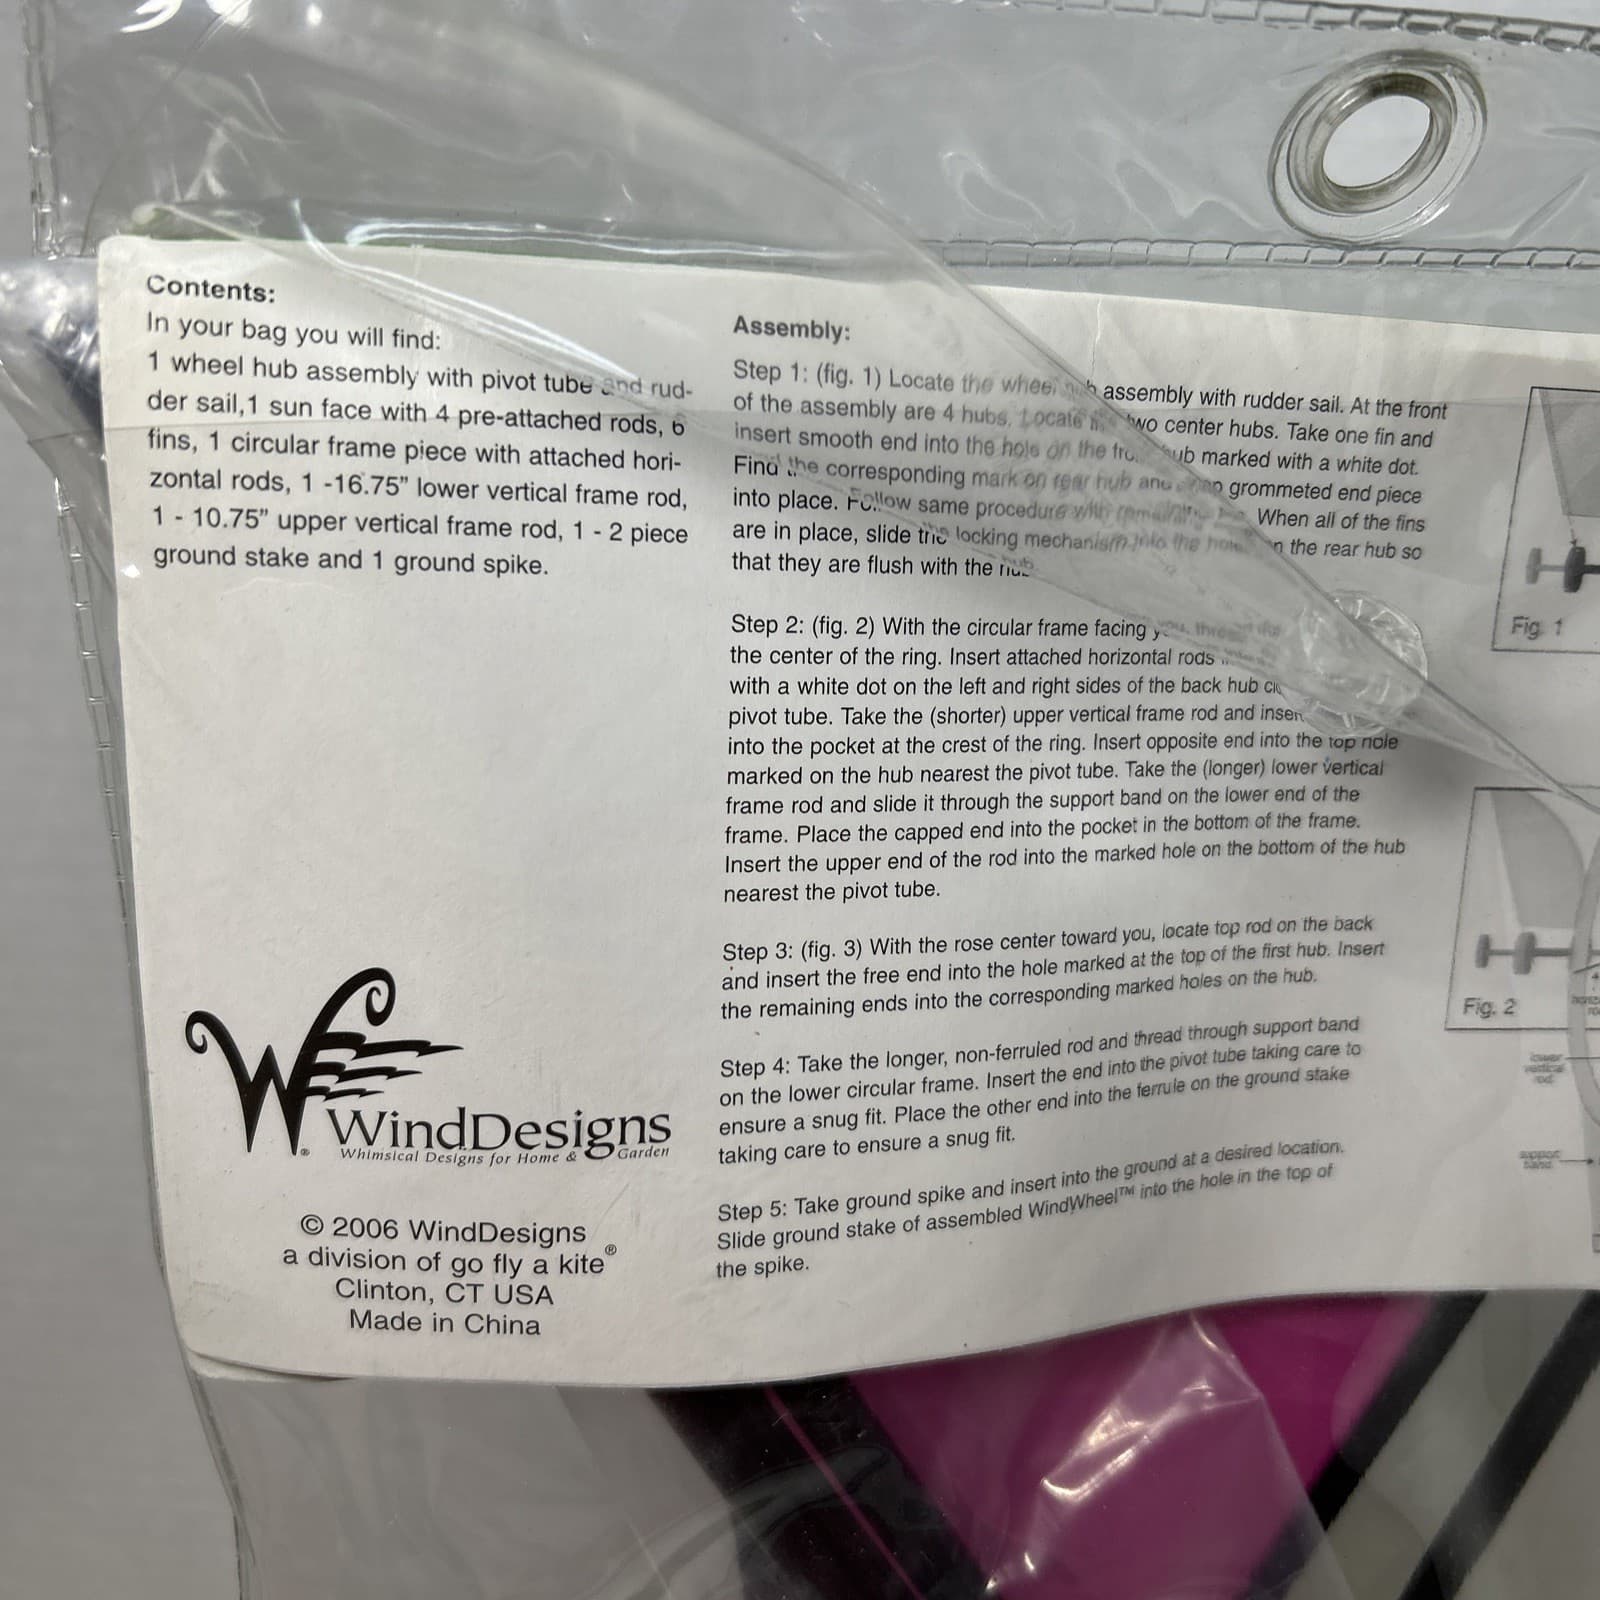 Contents:
In your bag you will find:
1 wheel hub assembly with pivot tube and rud-
der sail,1 sun face with 4 pre-attached rods, 6
fins, 1 circular frame piece with attached hori-
zontal rods, 1 -16.75" lower vertical frame rod,
1 - 10.75" upper vertical frame rod, 1 - 2 piece
ground stake and 1 ground spike.
WindDesigns
Whimsical Designs for Home & Garden
© 2006 WindDesigns
a division of go fly a kite®
Clinton, CT USA
Made in China
Assembly:
Step 1: (fig. 1) Locate the wheel hub assembly with rudder sail. At the front
of the assembly are 4 hubs. Locate two center hubs. Take one fin and
insert smooth end into the hole on the hub marked with a white dot.
Find the corresponding mark on rear hub and grommeted end piece
into place. Follow same procedure with When all of the fins
are in place, slide the locking mechanism into the on the rear hub so
that they are flush with the hub
Step 2: (fig. 2) With the circular frame facing
the center of the ring. Insert attached horizontal rods
with a white dot on the left and right sides of the back hub
pivot tube. Take the (shorter) upper vertical frame rod and insert
into the pocket at the crest of the ring. Insert opposite end into the top hole
marked on the hub nearest the pivot tube. Take the (longer) lower vertical
frame rod and slide it through the support band on the lower end of the
frame. Place the capped end into the pocket in the bottom of the frame.
Insert the upper end of the rod into the marked hole on the bottom of the hub
nearest the pivot tube.
Step 3: (fig. 3) With the rose center toward you, locate top rod on the back
and insert the free end into the hole marked at the top of the first hub. Insert
the remaining ends into the corresponding marked holes on the hub.
Step 4: Take the longer, non-ferruled rod and thread through support band
on the lower circular frame. Insert the end into the pivot tube taking care to
ensure a snug fit. Place the other end into the ferrule on the ground stake
taking care to ensure a snug fit.
Step 5: Take ground spike and insert into the ground at a desired location.
Slide ground stake of assembled WindWheel™ into the hole in the top of
the spike.
Fig. 1
Fig. 2
lower
vertical
rod
support
band